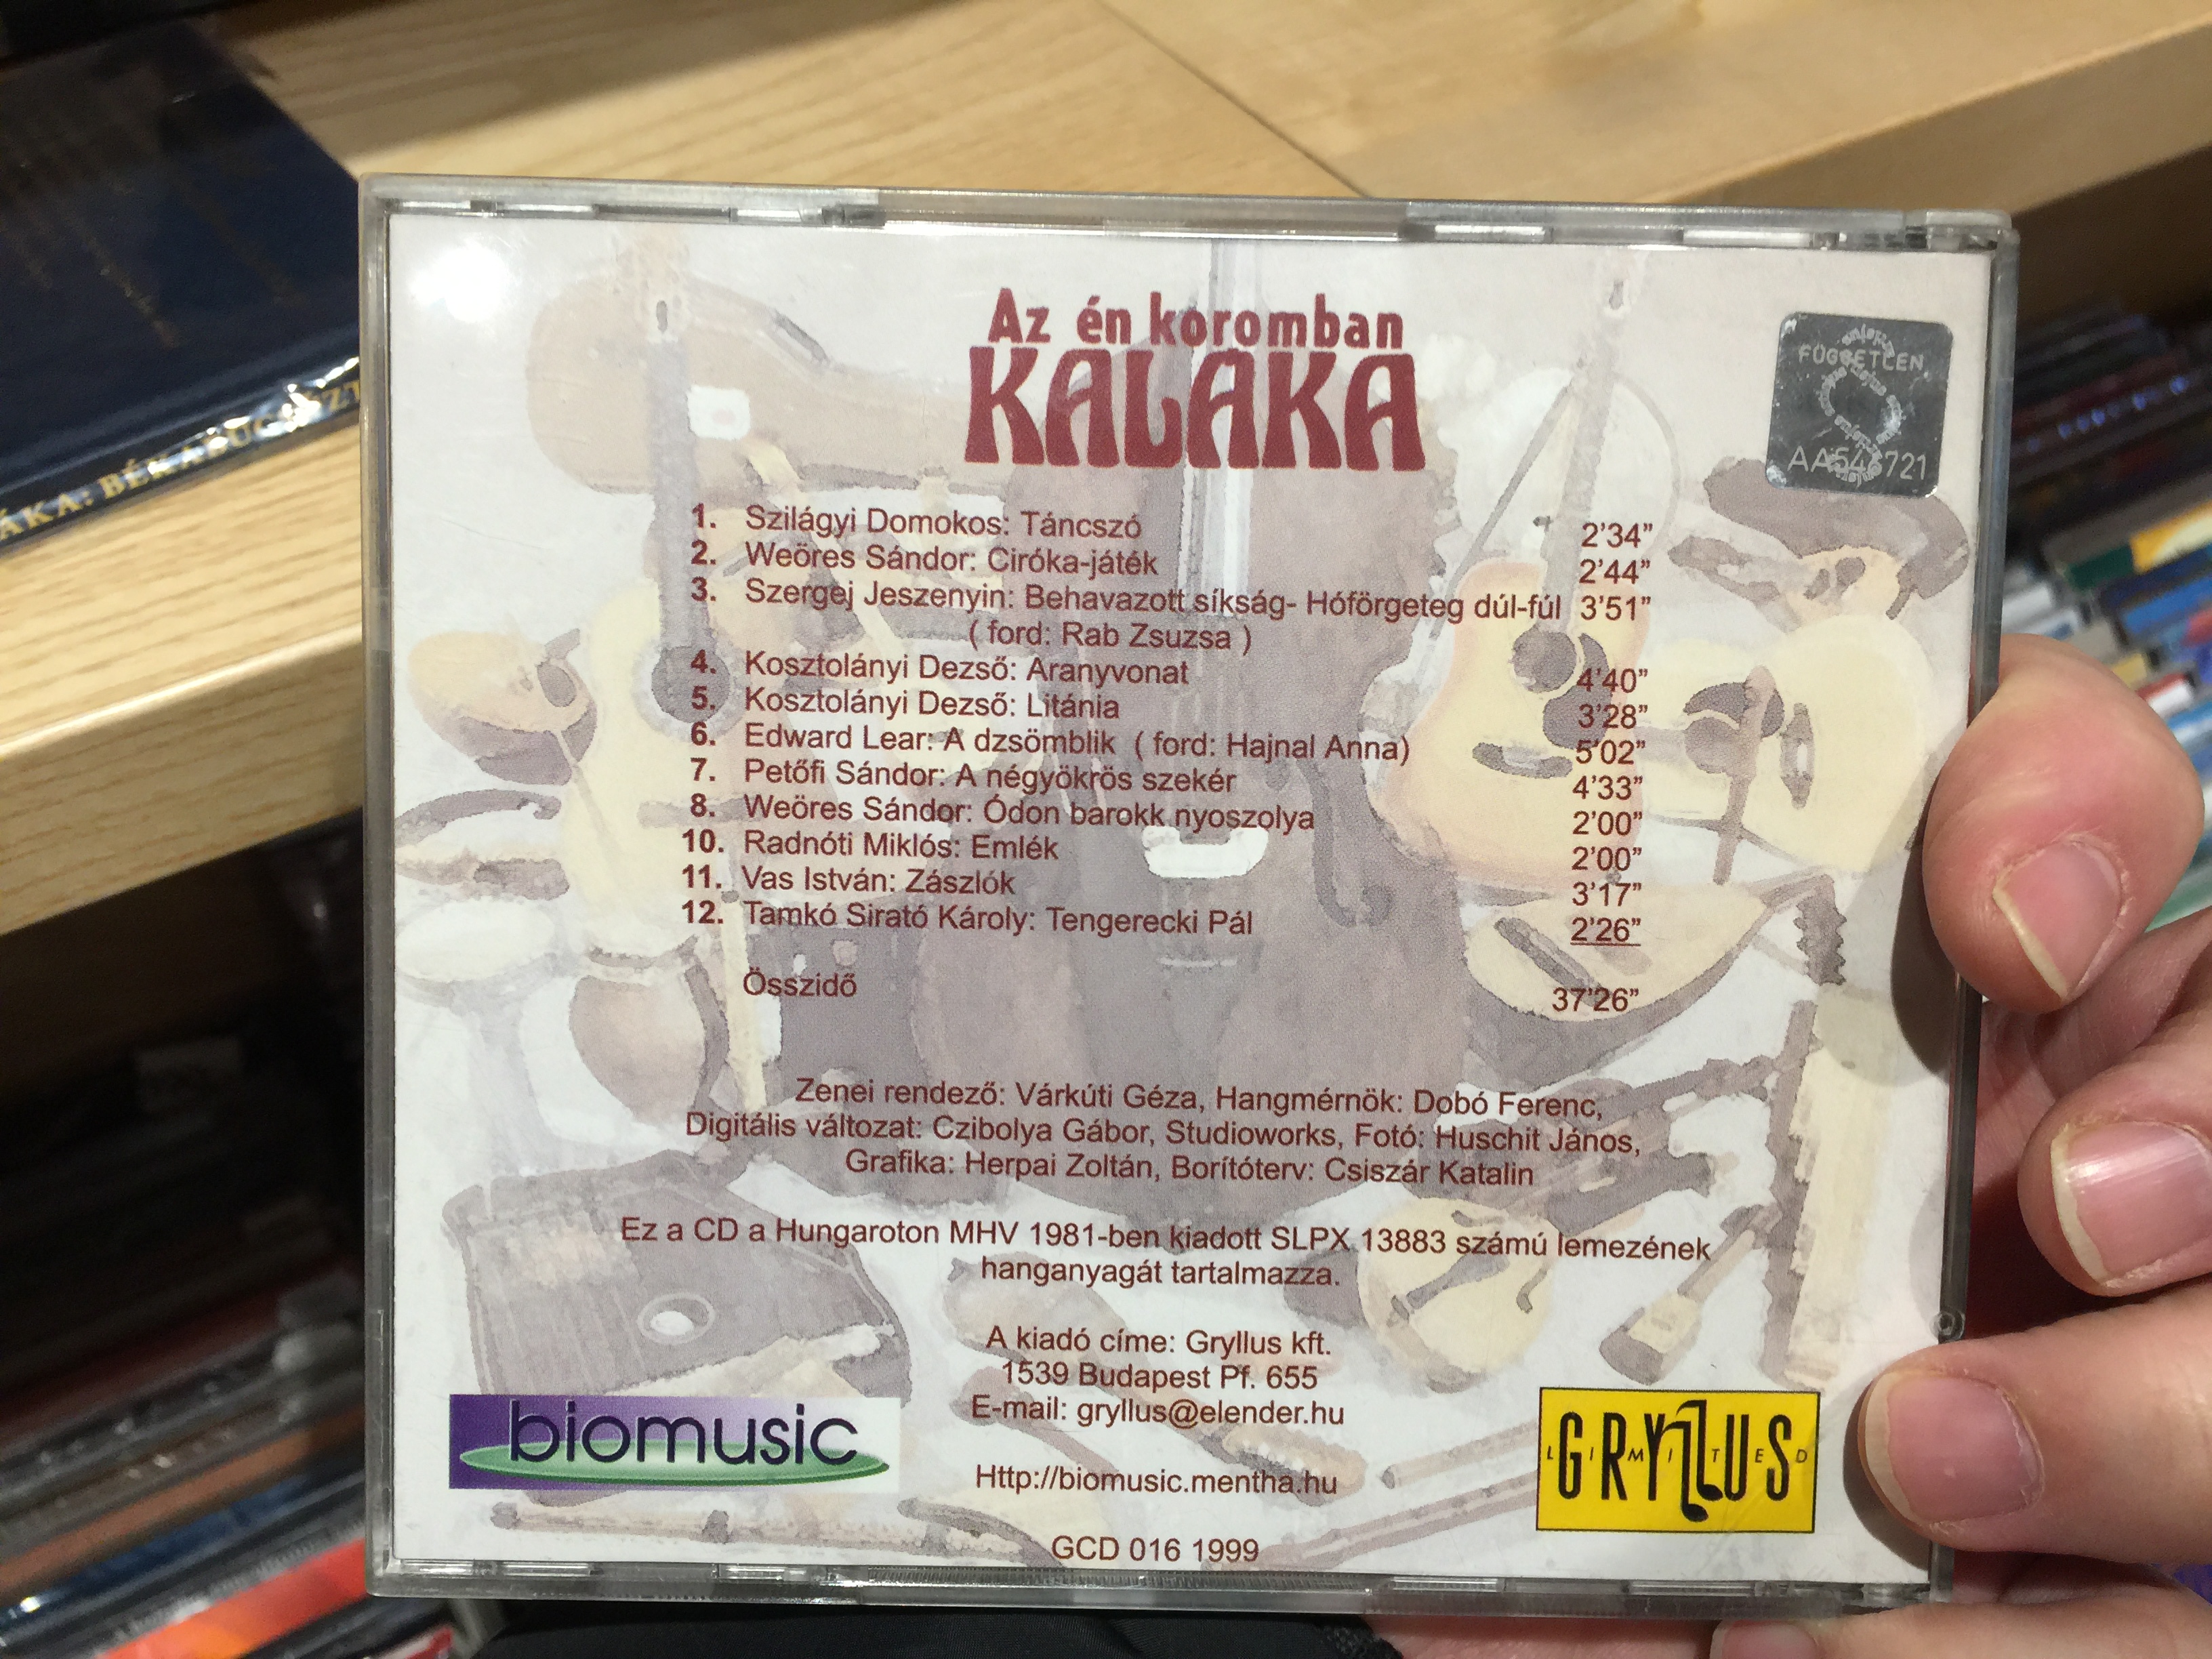 Az én koromban
KALÁKA
FÜGGETLEN
AA546721
1. Szilágyi Domokos: Táncszó 2'34"
2. Weöres Sándor: Ciróka-játék 2'44"
3. Szergej Jeszenyin: Behavazott síkság- Hóförgeteg dúl-fúl 3'51"
( ford: Rab Zsuzsa )
4. Kosztolányi Dezső: Aranyvonat 4'40"
5. Kosztolányi Dezső: Litánia 3'28"
6. Edward Lear: A dzsömblik ( ford: Hajnal Anna) 5'02"
7. Petőfi Sándor: A négyökrös szekér 4'33"
8. Weöres Sándor: Ódon barokk nyoszolya 2'00"
10. Radnóti Miklós: Emlék 2'00"
11. Vas István: Zászlók 3'17"
12. Tamkó Sirató Károly: Tengerecki Pál 2'26"
Összidő 37'26"
Zenei rendező: Várkúti Géza, Hangmérnök: Dobó Ferenc,
Digitális változat: Czibolya Gábor, Studioworks, Fotó: Huschit János,
Grafika: Herpai Zoltán, Borítóterv: Csiszár Katalin
Ez a CD a Hungaroton MHV 1981-ben kiadott SLPX 13883 számú lemezének
hanganyagát tartalmazza.
A kiadó címe: Gryllus kft.
1539 Budapest Pf. 655
E-mail: gryllus@elender.hu
Http://biomusic.mentha.hu
GCD 016 1999
biomusic
GRYLLUS
LIMITED